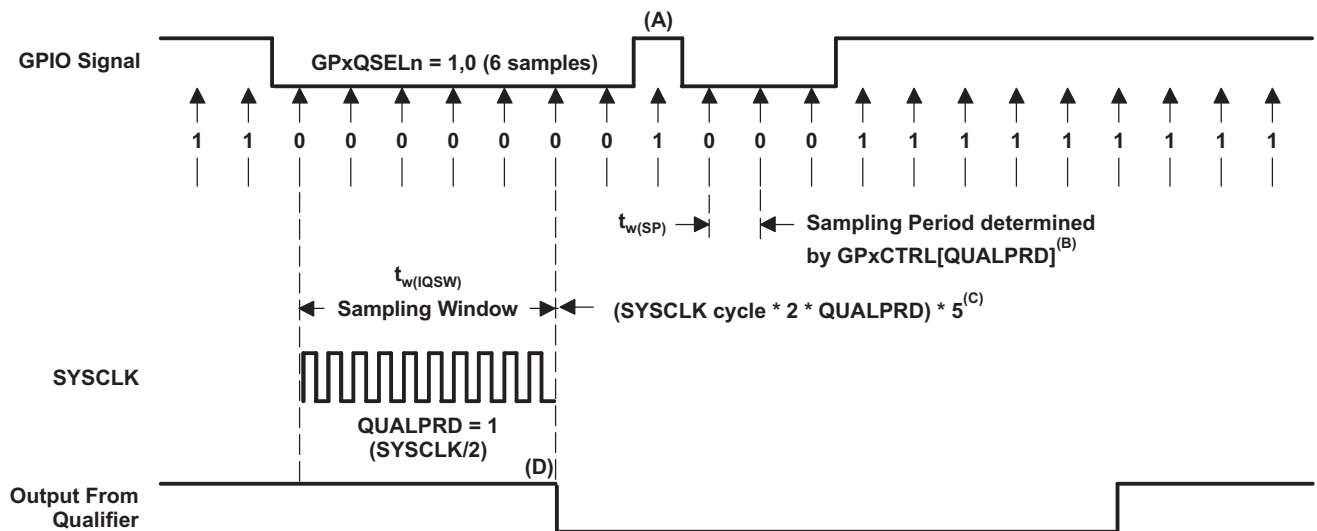 (A)
GPIO Signal
GPxQSELn = 1,0 (6 samples)
1 1 0 0 0 0 0 0 0 1 0 0 0 1 1 1 1 1 1 1 1 1
tw(SP)
Sampling Period determined
by GPxCTRL[QUALPRD](B)
tw(IQSW)
Sampling Window
(SYSCLK cycle * 2 * QUALPRD) * 5(C)
SYSCLK
QUALPRD = 1
(SYSCLK/2)
(D)
Output From
Qualifier